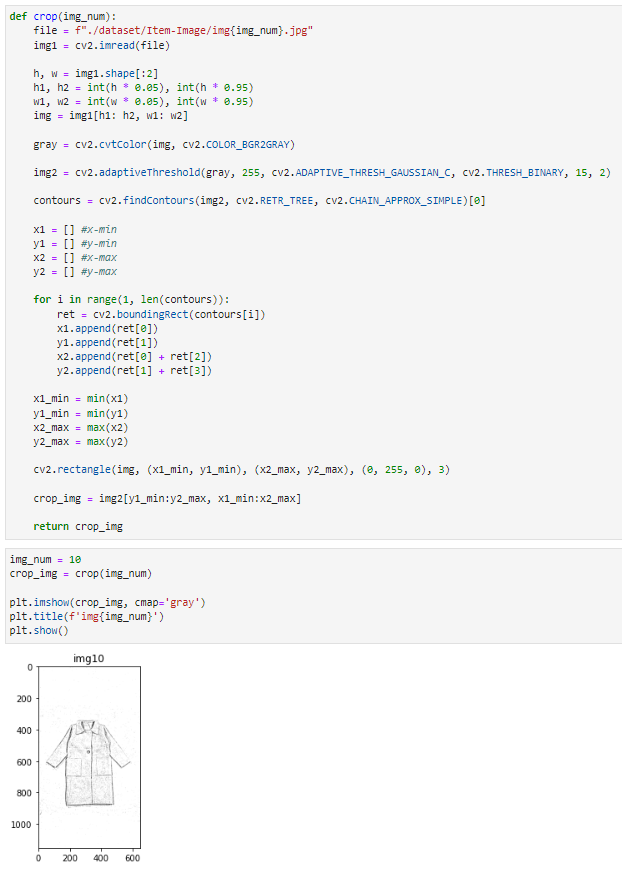 def crop(img_num):
    file = f"./dataset/Item-Image/img{img_num}.jpg"
    img1 = cv2.imread(file)

    h, w = img1.shape[:2]
    h1, h2 = int(h * 0.05), int(h * 0.95)
    w1, w2 = int(w * 0.05), int(w * 0.95)
    img = img1[h1: h2, w1: w2]

    gray = cv2.cvtColor(img, cv2.COLOR_BGR2GRAY)

    img2 = cv2.adaptiveThreshold(gray, 255, cv2.ADAPTIVE_THRESH_GAUSSIAN_C, cv2.THRESH_BINARY, 15, 2)

    contours = cv2.findContours(img2, cv2.RETR_TREE, cv2.CHAIN_APPROX_SIMPLE)[0]

    x1 = [] #x-min
    y1 = [] #y-min
    x2 = [] #x-max
    y2 = [] #y-max

    for i in range(1, len(contours)):
        ret = cv2.boundingRect(contours[i])
        x1.append(ret[0])
        y1.append(ret[1])
        x2.append(ret[0] + ret[2])
        y2.append(ret[1] + ret[3])

    x1_min = min(x1)
    y1_min = min(y1)
    x2_max = max(x2)
    y2_max = max(y2)

    cv2.rectangle(img, (x1_min, y1_min), (x2_max, y2_max), (0, 255, 0), 3)

    crop_img = img2[y1_min:y2_max, x1_min:x2_max]

    return crop_img

img_num = 10
crop_img = crop(img_num)

plt.imshow(crop_img, cmap='gray')
plt.title(f'img{img_num}')
plt.show()

img10
0
200
400
600
800
1000
0 200 400 600